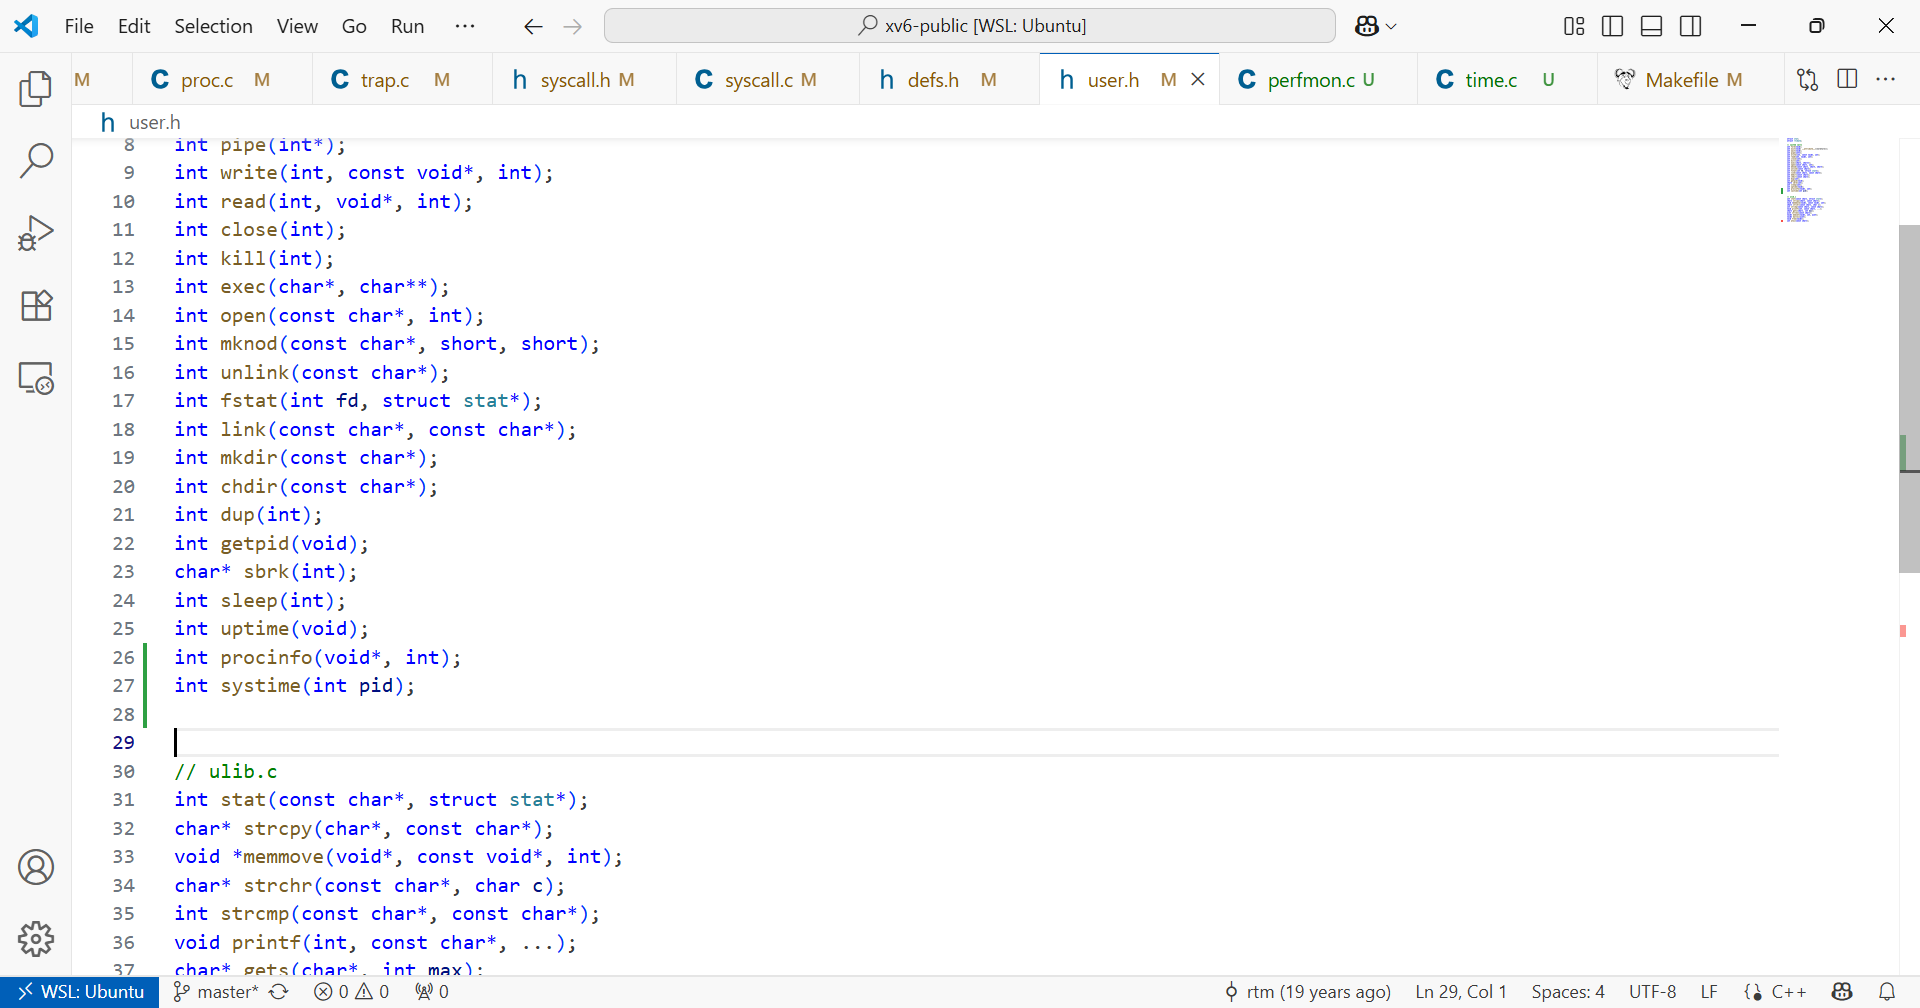 File Edit Selection View Go Run ··· xv6-public [WSL: Ubuntu]
M C proc.c M C trap.c M h syscall.h M C syscall.c M h defs.h M h user.h M C perfmon.c U C time.c U Makefile M ···
h user.h
8 int pipe(int*);
9 int write(int, const void*, int);
10 int read(int, void*, int);
11 int close(int);
12 int kill(int);
13 int exec(char*, char**);
14 int open(const char*, int);
15 int mknod(const char*, short, short);
16 int unlink(const char*);
17 int fstat(int fd, struct stat*);
18 int link(const char*, const char*);
19 int mkdir(const char*);
20 int chdir(const char*);
21 int dup(int);
22 int getpid(void);
23 char* sbrk(int);
24 int sleep(int);
25 int uptime(void);
26 int procinfo(void*, int);
27 int systime(int pid);
28
29
30 // ulib.c
31 int stat(const char*, struct stat*);
32 char* strcpy(char*, const char*);
33 void *memmove(void*, const void*, int);
34 char* strchr(const char*, char c);
35 int strcmp(const char*, const char*);
36 void printf(int, const char*, ...);
37 char* gets(char*, int max);
WSL: Ubuntu master* 0 0 0 rtm (19 years ago) Ln 29, Col 1 Spaces: 4 UTF-8 LF C++